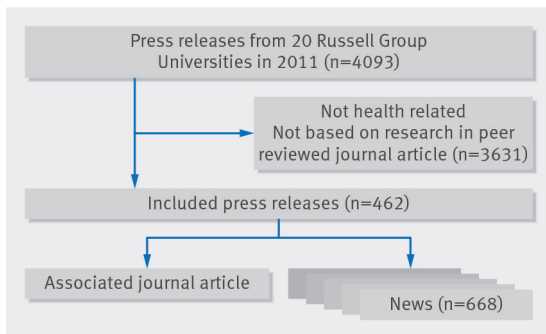 Press releases from 20 Russell Group
Universities in 2011 (n=4093)
Not health related
Not based on research in peer
reviewed journal article (n=3631)
Included press releases (n=462)
Associated journal article
News (n=668)